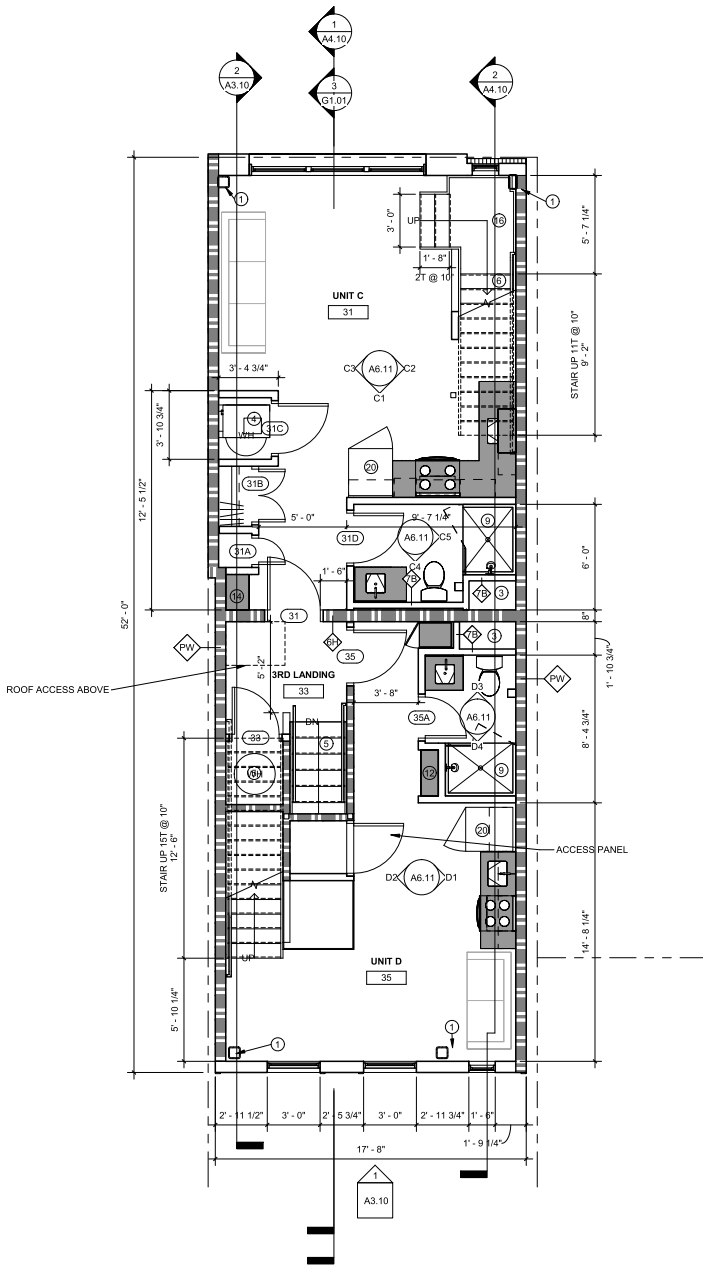 1
A4.10
2
A3.10
3
G1.01
2
A4.10
1
1
3' - 0"
UP
16
5' - 7 1/4"
1' - 8"
2T @ 10"
6
UNIT C
31
STAIR UP 11T @ 10"
9' - 2"
3' - 4 3/4"
C3
A6.11
C2
C1
3' - 10 3/4"
4
31C
WH
20
12' - 5 1/2"
31B
5' - 0"
9' - 7 1/4"
9
31A
31D
A6.11
C5
C4
6' - 0"
1' - 6"
7B
7B
3
14
31
8"
52' - 0"
6H
7B
3
PW
35
1' - 10 3/4"
5' - 2"
3RD LANDING
33
3' - 8"
D3
PW
ROOF ACCESS ABOVE
35A
A6.11
8' - 4 3/4"
DN
33
5
D4
WH
12
9
STAIR UP 15T @ 10"
12' - 6"
20
ACCESS PANEL
D2
A6.11
D1
14' - 8 1/4"
UP
UNIT D
35
5' - 10 1/4"
1
1
2' - 11 1/2"
3' - 0"
2' - 5 3/4"
3' - 0"
2' - 11 3/4"
1' - 6"
1' - 9 1/4"
17' - 8"
1
A3.10